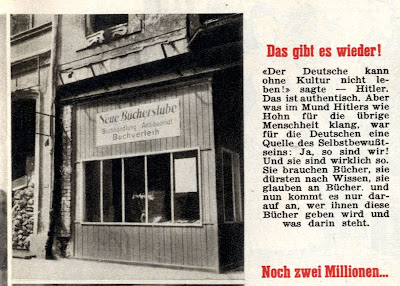 Neue Bücherstube
Buchhandlung Antiquariat
Buchverleih
Das gibt es wieder!
«Der Deutsche kann
ohne Kultur nicht le-
ben!» sagte — Hitler.
Das ist authentisch. Aber
was im Mund Hitlers wie
Hohn für die übrige
Menschheit klang, war
für die Deutschen eine
Quelle des Selbstbewußt-
seins: Ja, so sind wir!
Und sie sind wirklich so.
Sie brauchen Bücher, sie
dürsten nach Wissen, sie
glauben an Bücher. und
nun kommt es nur dar-
auf an, wer ihnen diese
Bücher geben wird und
was darin steht.
Noch zwei Millionen...